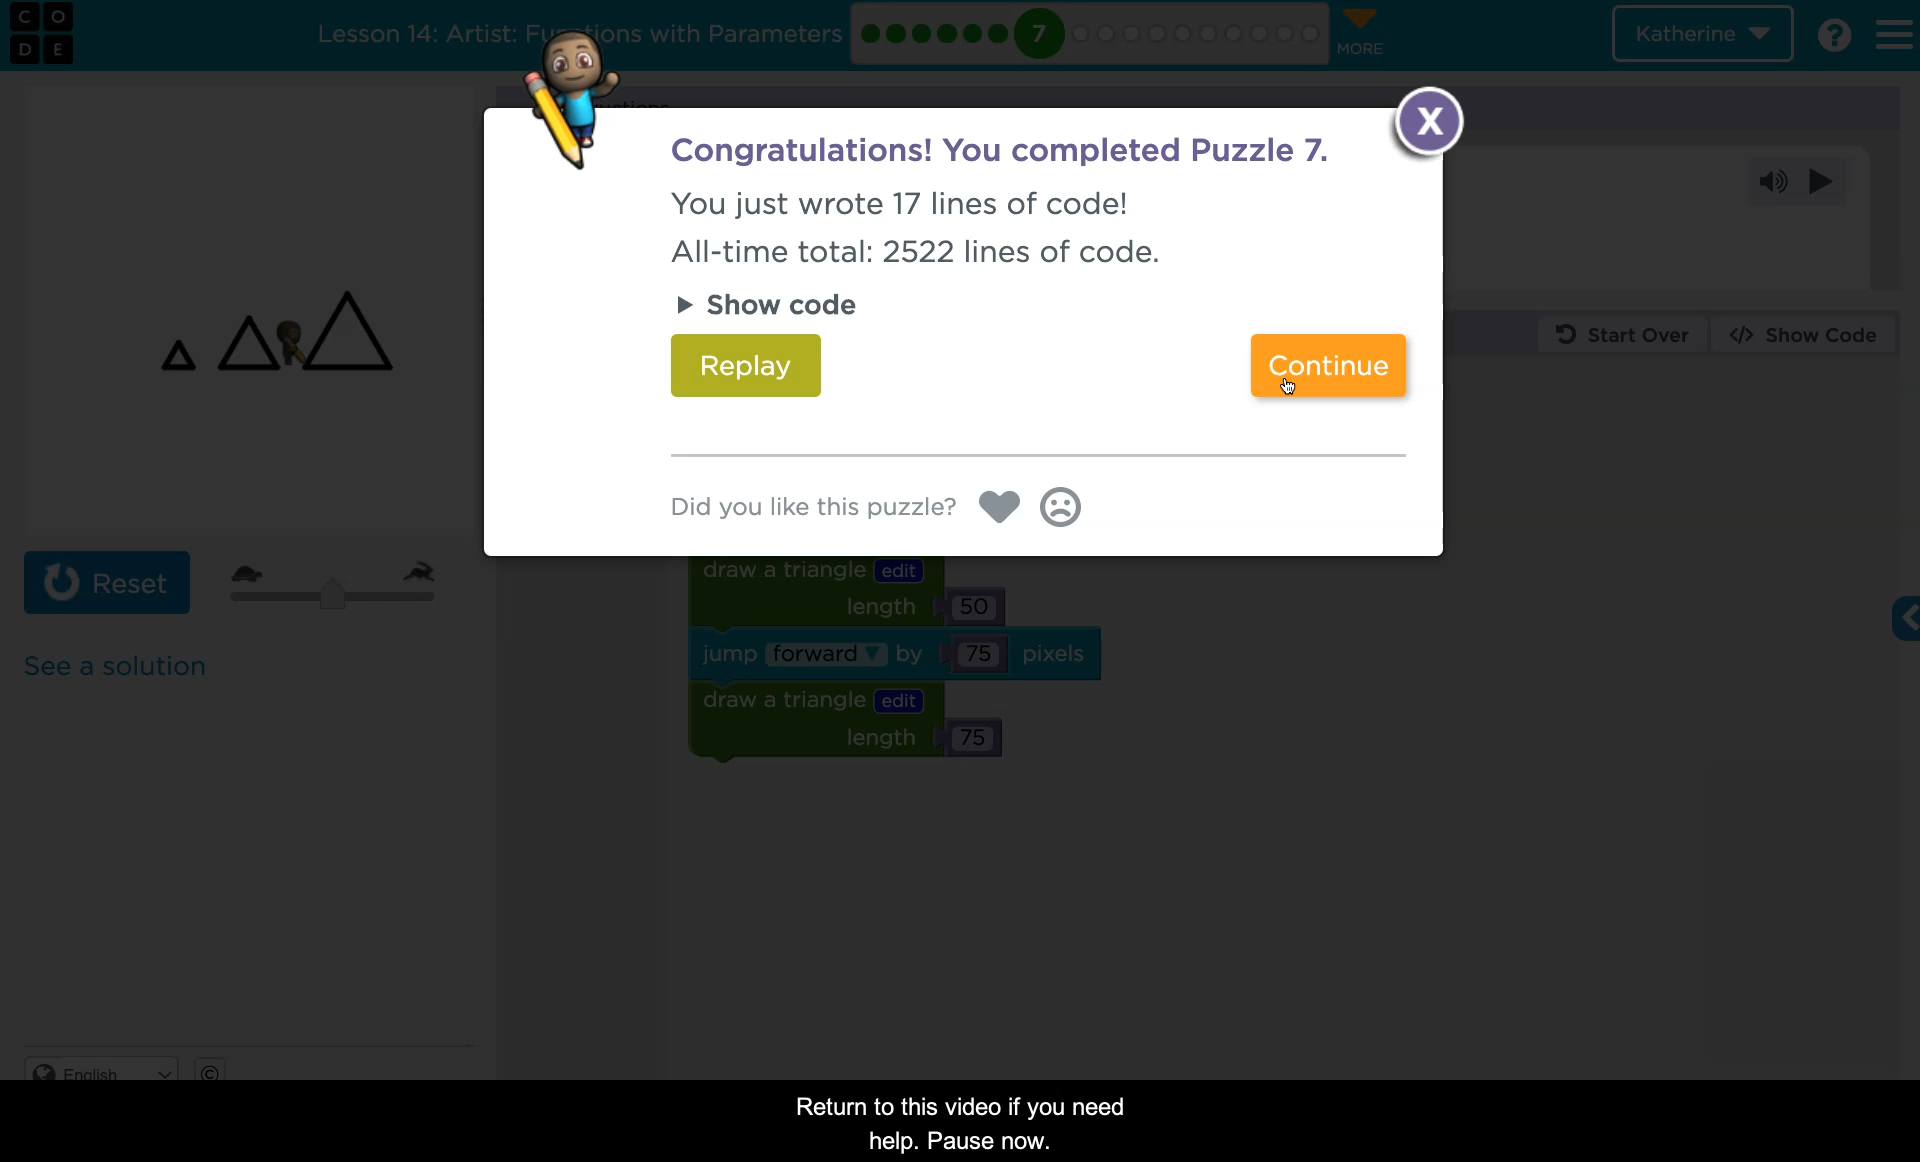 C O
D E
Lesson 14: Artist: Functions with Parameters
7
MORE
Katherine
?
X
Congratulations! You completed Puzzle 7.
You just wrote 17 lines of code!
All-time total: 2522 lines of code.
Show code
Replay
Continue
Start Over
</> Show Code
Did you like this puzzle?
Reset
draw a triangle edit
length 50
jump forward by 75 pixels
See a solution
draw a triangle edit
length 75
English
©
Return to this video if you need
help. Pause now.